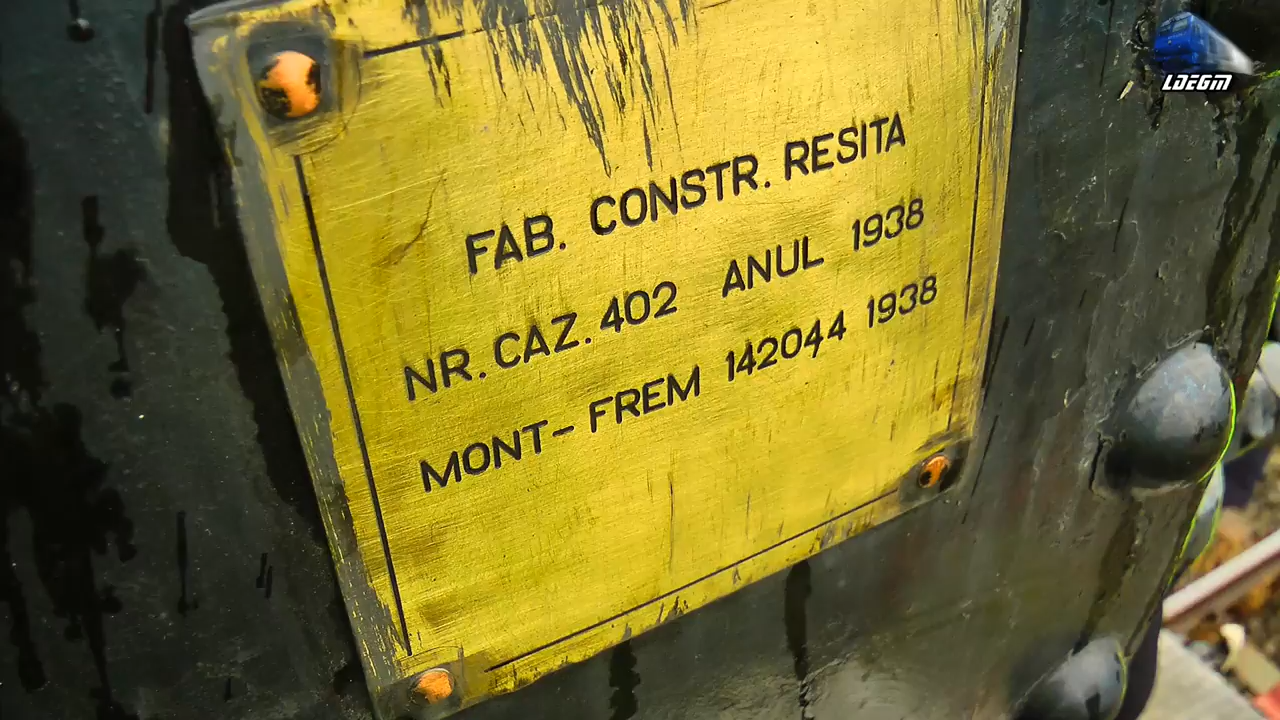 LDEGM
FAB. CONSTR. RESITA
NR. CAZ. 402 ANUL 1938
MONT-FREM 142044 1938